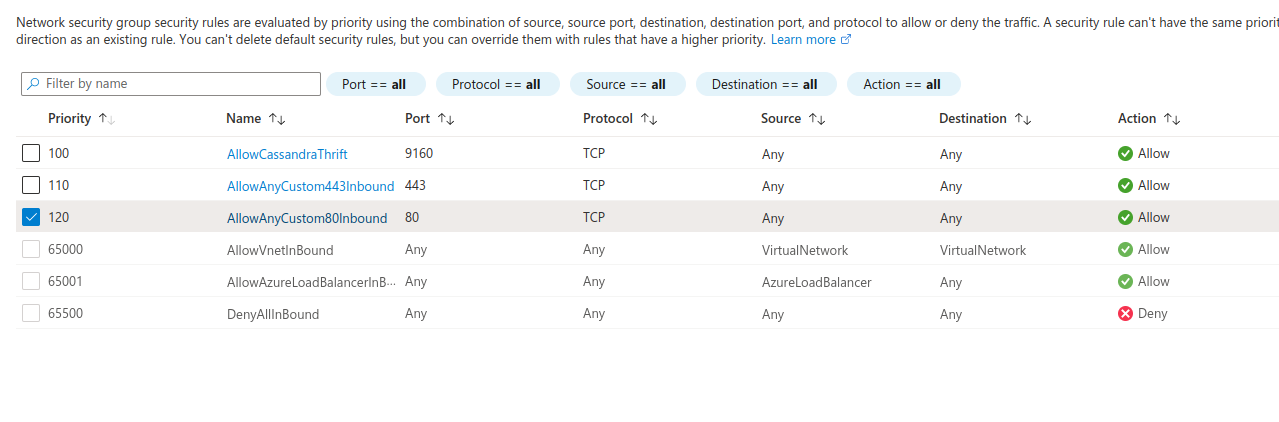 Network security group security rules are evaluated by priority using the combination of source, source port, destination, destination port, and protocol to allow or deny the traffic. A security rule can't have the same priorit
direction as an existing rule. You can't delete default security rules, but you can override them with rules that have a higher priority. Learn more
Filter by name Port == all Protocol == all Source == all Destination == all Action == all
Priority Name Port Protocol Source Destination Action
100 AllowCassandraThrift 9160 TCP Any Any Allow
110 AllowAnyCustom443Inbound 443 TCP Any Any Allow
120 AllowAnyCustom80Inbound 80 TCP Any Any Allow
65000 AllowVnetInBound Any Any VirtualNetwork VirtualNetwork Allow
65001 AllowAzureLoadBalancerInB... Any Any AzureLoadBalancer Any Allow
65500 DenyAllInBound Any Any Any Any Deny